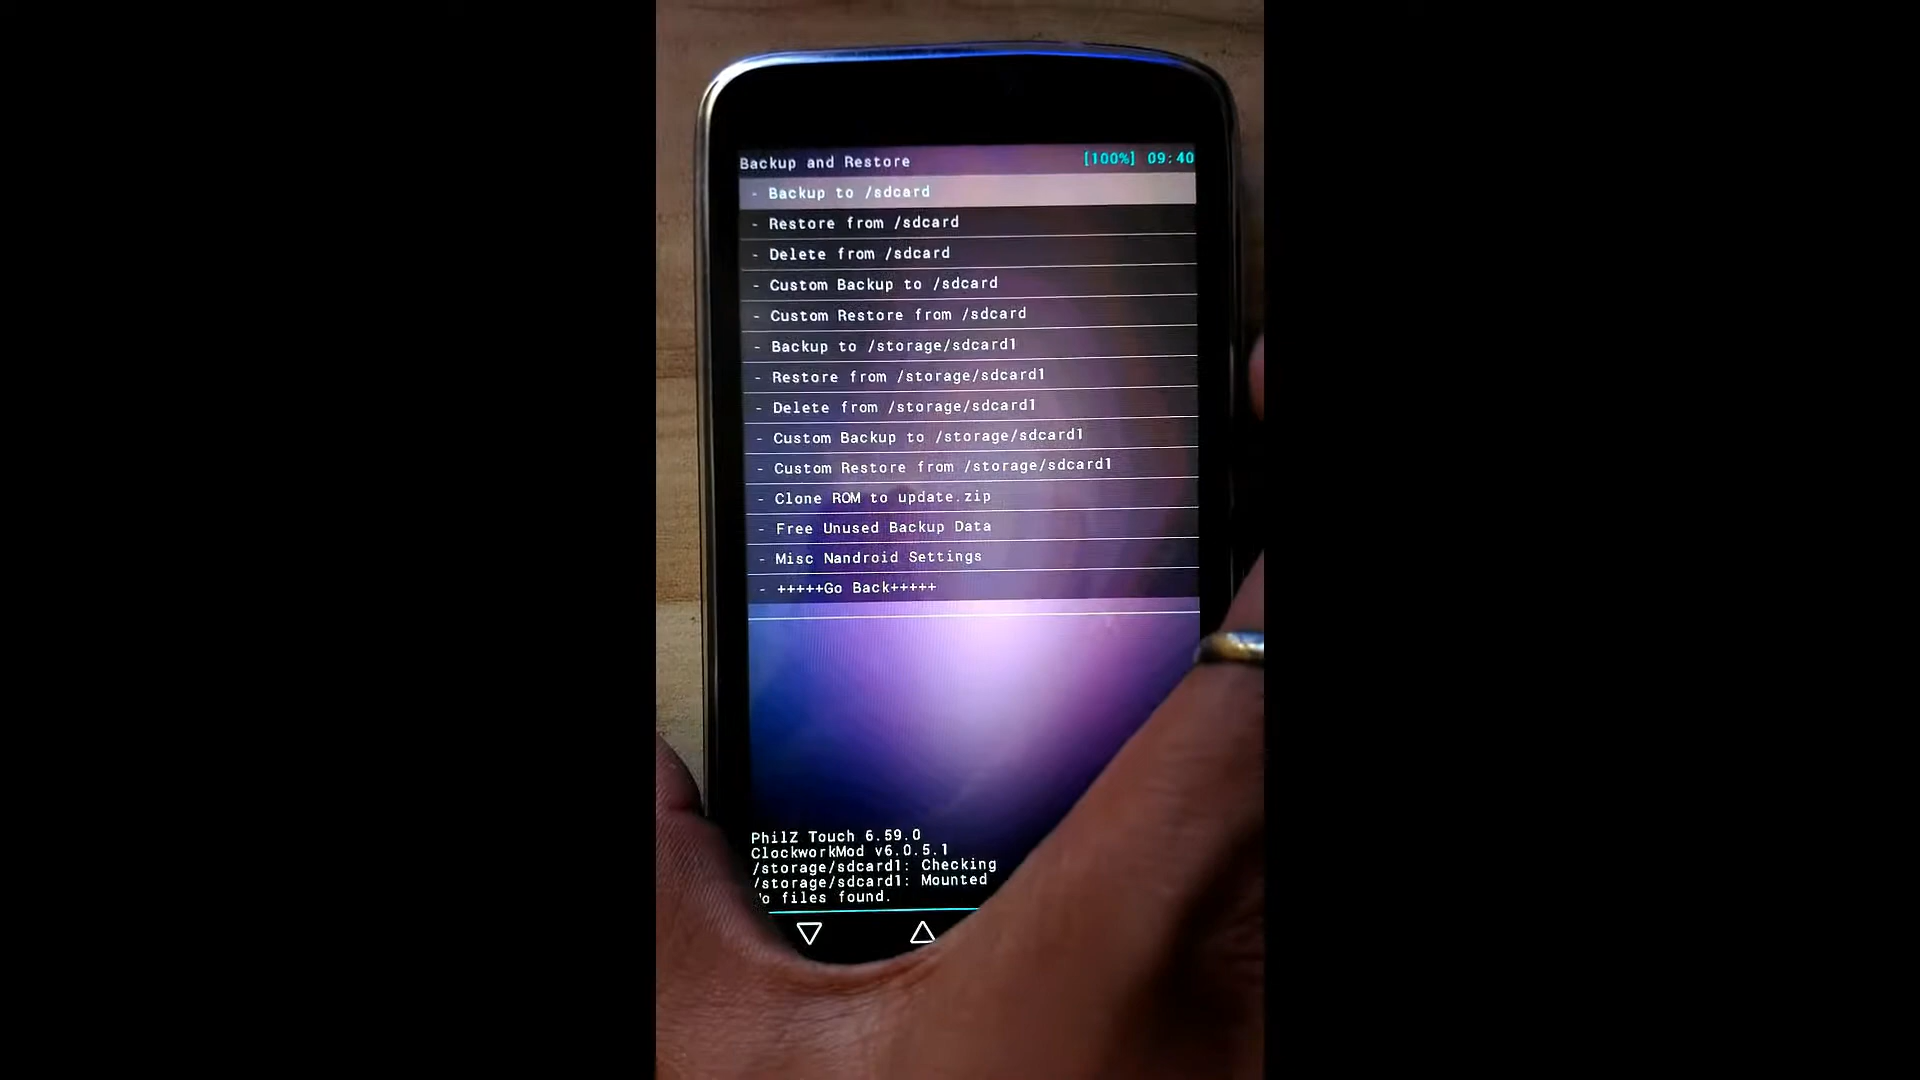 Backup and Restore [100%] 09:40
- Backup to /sdcard
- Restore from /sdcard
- Delete from /sdcard
- Custom Backup to /sdcard
- Custom Restore from /sdcard
- Backup to /storage/sdcard1
- Restore from /storage/sdcard1
- Delete from /storage/sdcard1
- Custom Backup to /storage/sdcard1
- Custom Restore from /storage/sdcard1
- Clone ROM to update.zip
- Free Unused Backup Data
- Misc Nandroid Settings
- +++++Go Back+++++
PhilZ Touch 6.59.0
ClockworkMod v6.0.5.1
/storage/sdcard1: Checking
/storage/sdcard1: Mounted
No files found.